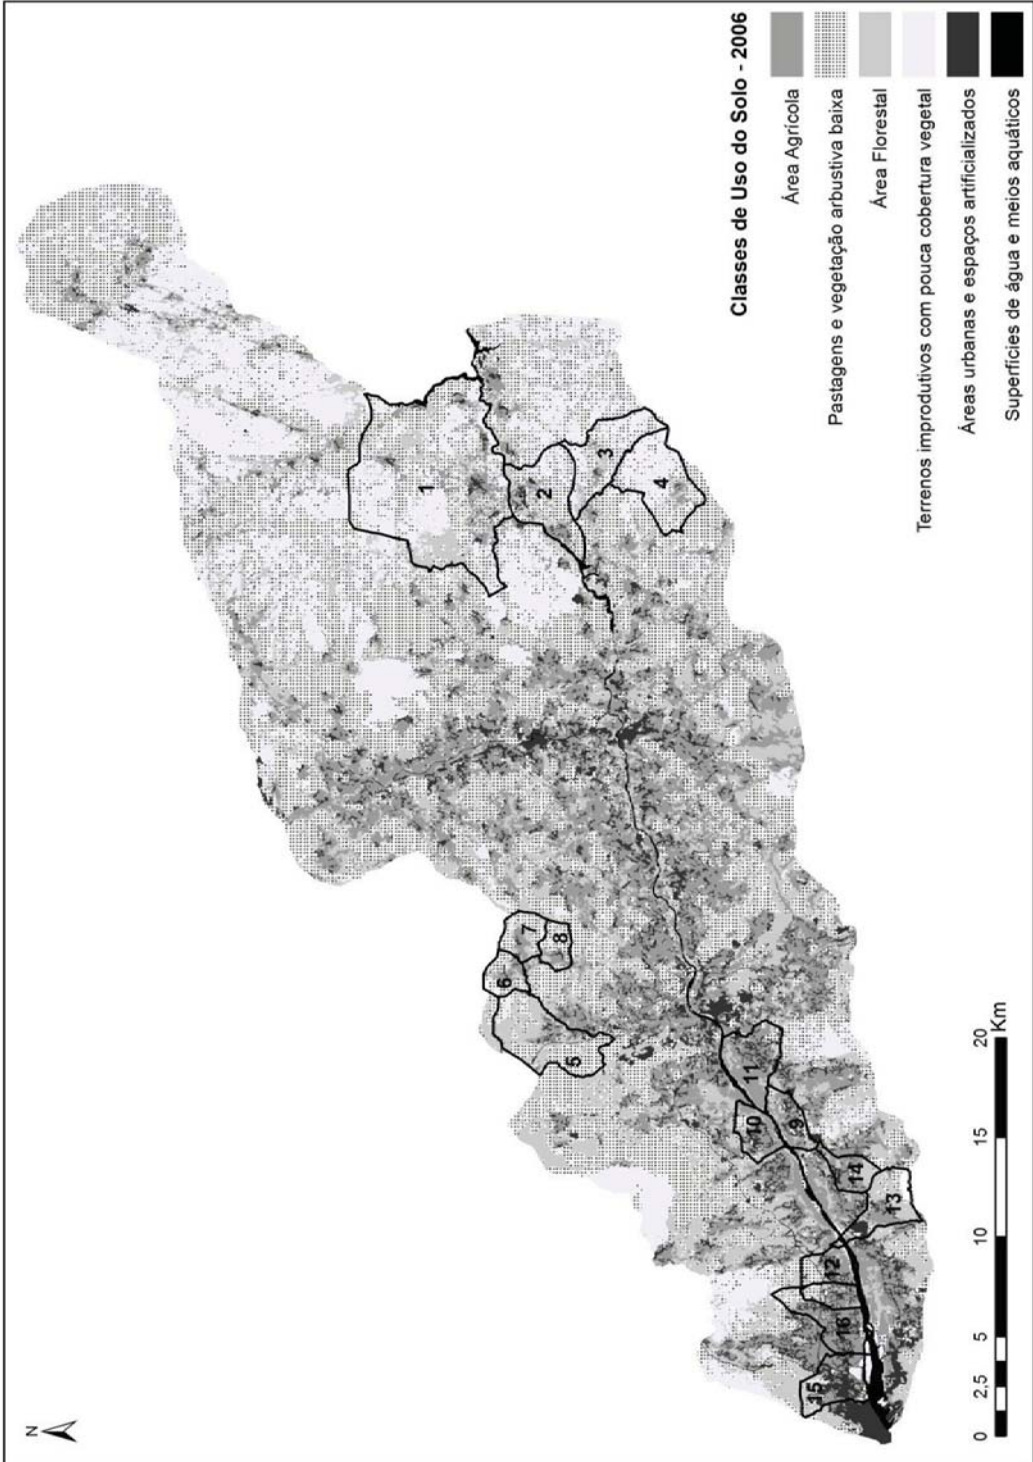 Classes de Uso do Solo - 2006
Área Agrícola
Pastagens e vegetação arbustiva baixa
Área Florestal
Terrenos improdutivos com pouca cobertura vegetal
Áreas urbanas e espaços artificializados
Superfícies de água e meios aquáticos
N
1
2
3
4
5
6
7
8
9
10
11
12
13
14
15
16
0 2,5 5 10 15 20
Km